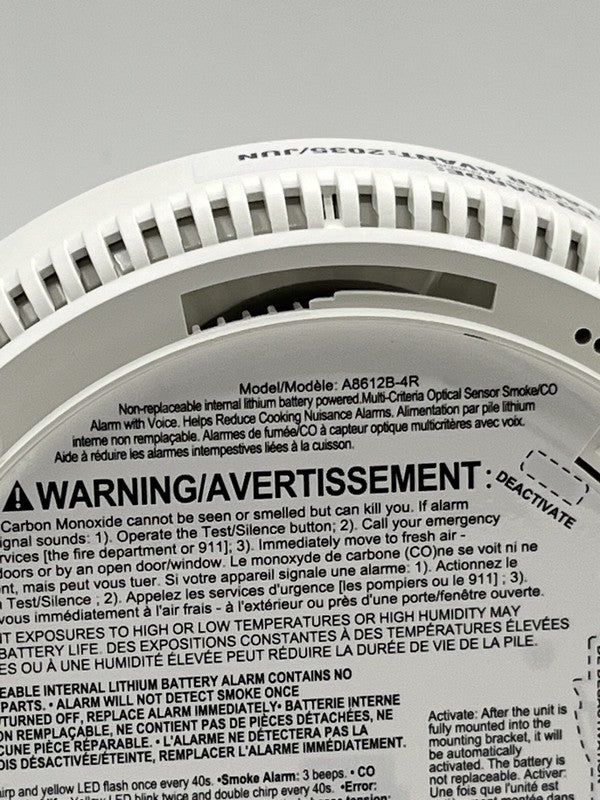 AVANT:2035/JUN
Model/Modèle: A8612B-4R
Non-replaceable internal lithium battery powered.Multi-Criteria Optical Sensor Smoke/CO
Alarm with Voice. Helps Reduce Cooking Nuisance Alarms. Alimentation par pile lithium
interne non remplaçable. Alarmes de fumée/CO à capteur optique multicritères avec voix.
Aide à réduire les alarmes intempestives liées à la cuisson.
WARNING/AVERTISSEMENT:
DEACTIVATE
Carbon Monoxide cannot be seen or smelled but can kill you. If alarm
signal sounds: 1). Operate the Test/Silence button; 2). Call your emergency
services [the fire department or 911]; 3). Immediately move to fresh air -
doors or by an open door/window. Le monoxyde de carbone (CO)ne se voit ni ne
nt, mais peut vous tuer. Si votre appareil signale une alarme: 1). Actionnez le
n Test/Silence ; 2). Appelez les services d'urgence [les pompiers ou le 911] ; 3).
vous immédiatement à l'air frais - à l'extérieur ou près d'une porte/fenêtre ouverte.
T EXPOSURES TO HIGH OR LOW TEMPERATURES OR HIGH HUMIDITY MAY
BATTERY LIFE. DES EXPOSITIONS CONSTANTES À DES TEMPÉRATURES ÉLEVÉES
ES OU À UNE HUMIDITÉ ÉLEVÉE PEUT RÉDUIRE LA DURÉE DE VIE DE LA PILE.
EABLE INTERNAL LITHIUM BATTERY ALARM CONTAINS NO
PARTS. • ALARM WILL NOT DETECT SMOKE ONCE
/TURNED OFF, REPLACE ALARM IMMEDIATELY• BATTERIE INTERNE
ON REMPLAÇABLE, NE CONTIENT PAS DE PIÈCES DÉTACHÉES, NE
CUNE PIÈCE RÉPARABLE. • L'ALARME NE DÉTECTERA PAS LA
OIS DÉSACTIVÉE/ÉTEINTE, REMPLACER L'ALARME IMMÉDIATEMENT.
hirp and yellow LED flash once every 40s. •Smoke Alarm: 3 beeps. • CO
Yellow LED blink twice and double chirp every 40s. •Error:
Activate: After the unit is
fully mounted into the
mounting bracket, it will
be automatically
activated. The battery is
not replaceable. Activer:
Une fois que l'unité est